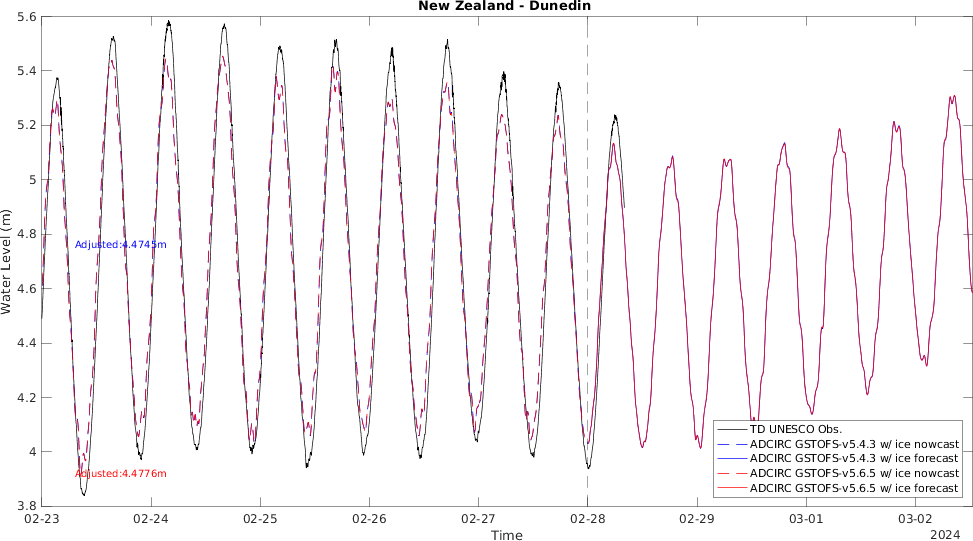 New Zealand - Dunedin
5.6
5.4
5.2
5
4.8
4.6
4.4
4.2
4
3.8
Water Level (m)
Adjusted:4.4745m
Adjusted:4.4776m
TD UNESCO Obs.
ADCIRC GSTOFS-v5.4.3 w/ ice nowcast
ADCIRC GSTOFS-v5.4.3 w/ ice forecast
ADCIRC GSTOFS-v5.6.5 w/ ice nowcast
ADCIRC GSTOFS-v5.6.5 w/ ice forecast
02-23 02-24 02-25 02-26 02-27 02-28 02-29 03-01 03-02
Time
2024